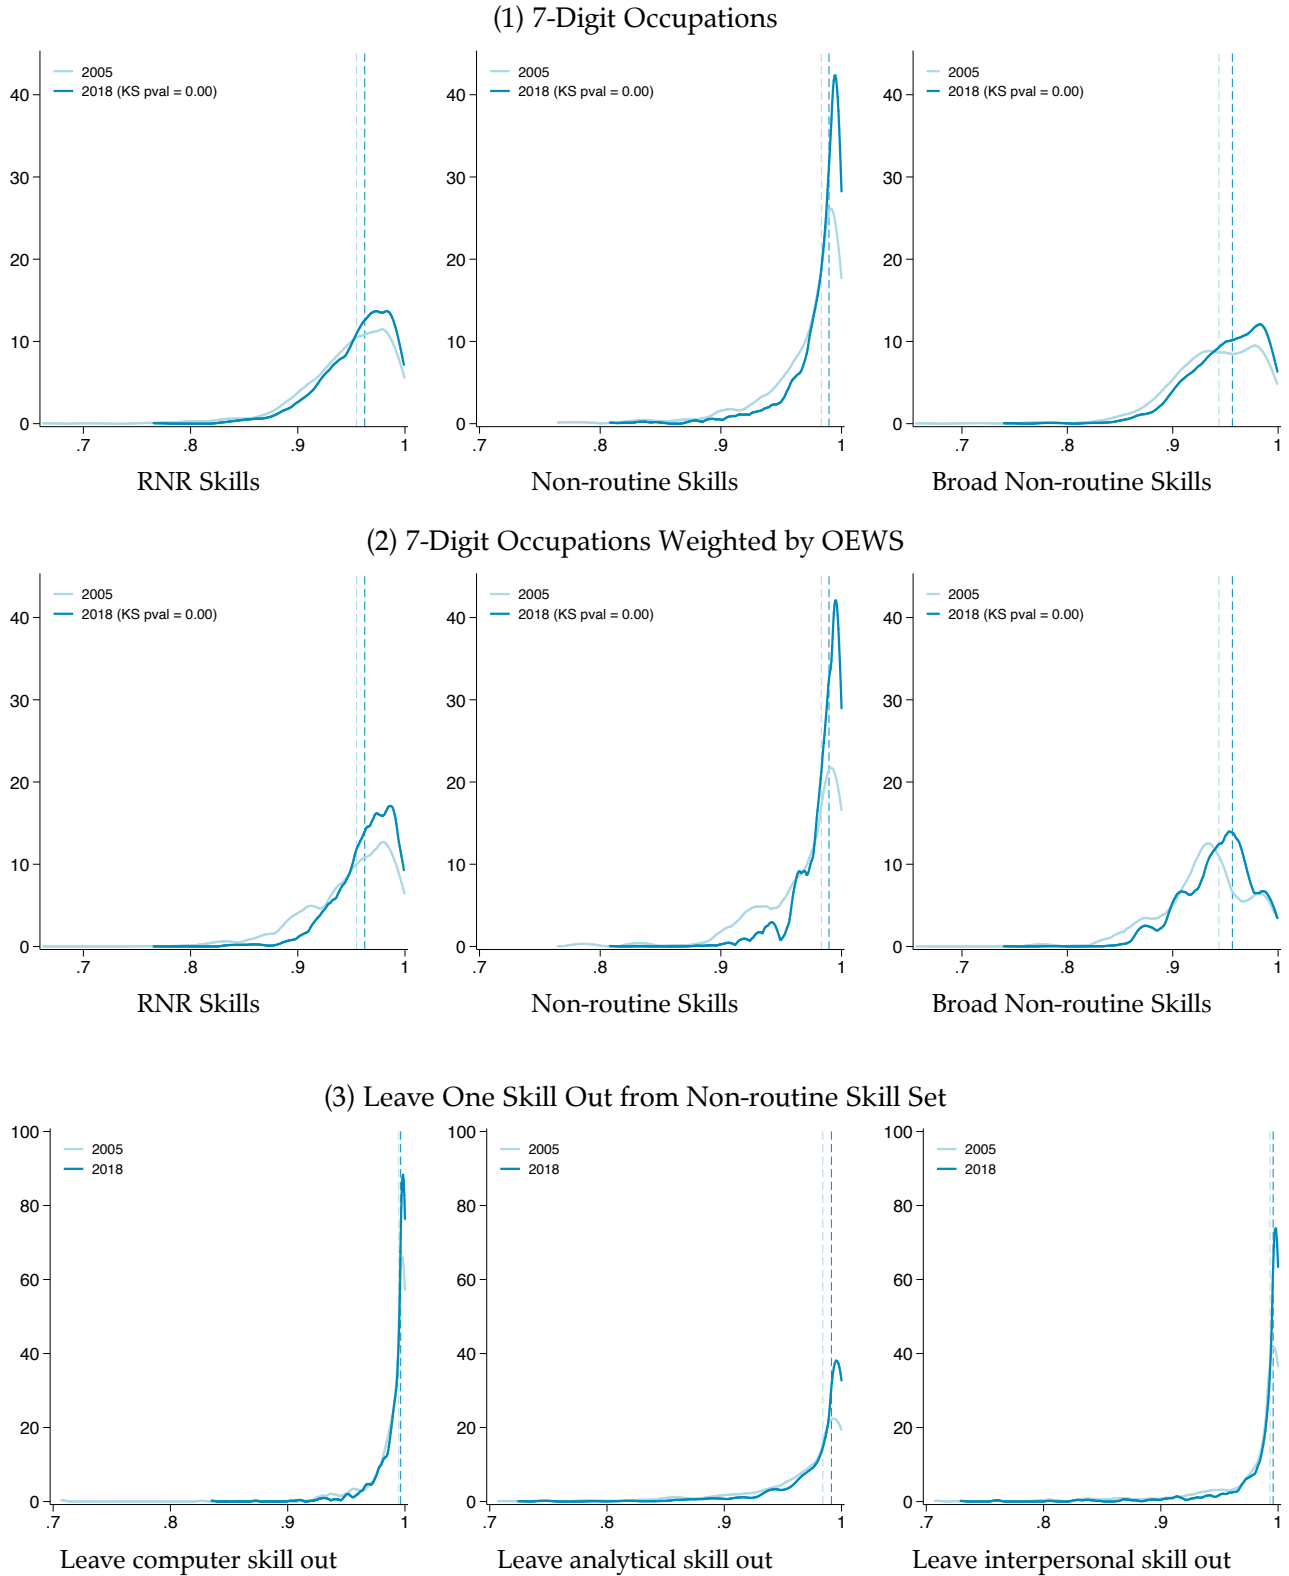 (1) 7-Digit Occupations
2005
2018 (KS pval = 0.00)
40
30
20
10
0
.7 .8 .9 1
RNR Skills
2005
2018 (KS pval = 0.00)
40
30
20
10
0
.7 .8 .9 1
Non-routine Skills
2005
2018 (KS pval = 0.00)
40
30
20
10
0
.7 .8 .9 1
Broad Non-routine Skills
(2) 7-Digit Occupations Weighted by OEWS
2005
2018 (KS pval = 0.00)
40
30
20
10
0
.7 .8 .9 1
RNR Skills
2005
2018 (KS pval = 0.00)
40
30
20
10
0
.7 .8 .9 1
Non-routine Skills
2005
2018 (KS pval = 0.00)
40
30
20
10
0
.7 .8 .9 1
Broad Non-routine Skills
(3) Leave One Skill Out from Non-routine Skill Set
100
2005
2018
80
60
40
20
0
.7 .8 .9 1
Leave computer skill out
100
2005
2018
80
60
40
20
0
.7 .8 .9 1
Leave analytical skill out
100
2005
2018
80
60
40
20
0
.7 .8 .9 1
Leave interpersonal skill out